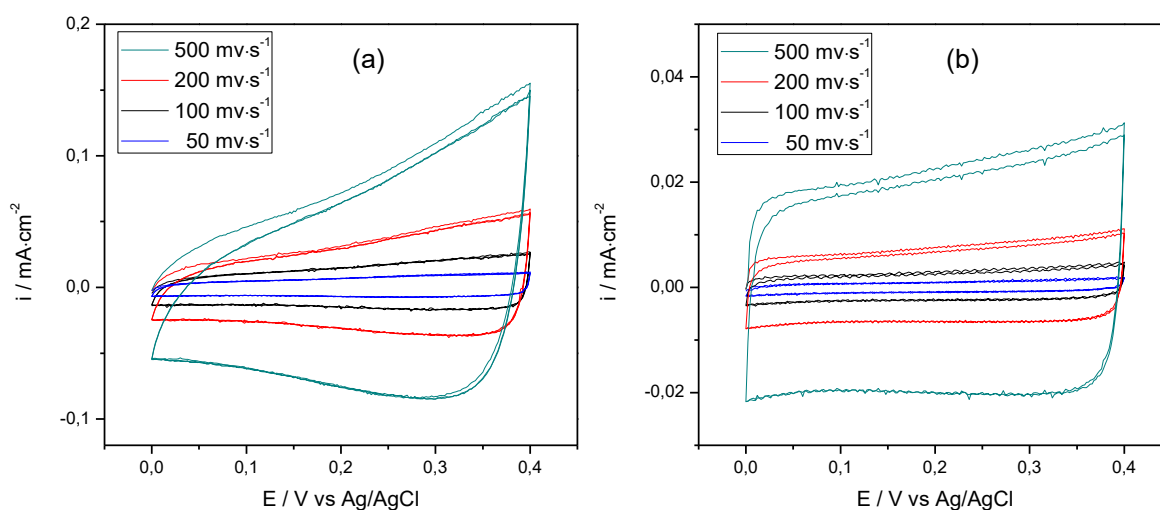 (a)
500 mv·s⁻¹
200 mv·s⁻¹
100 mv·s⁻¹
50 mv·s⁻¹
0,2
0,1
0,0
-0,1
i / mA·cm⁻²
0,0 0,1 0,2 0,3 0,4
E / V vs Ag/AgCl
(b)
500 mv·s⁻¹
200 mv·s⁻¹
100 mv·s⁻¹
50 mv·s⁻¹
0,04
0,02
0,00
-0,02
i / mA·cm⁻²
0,0 0,1 0,2 0,3 0,4
E / V vs Ag/AgCl